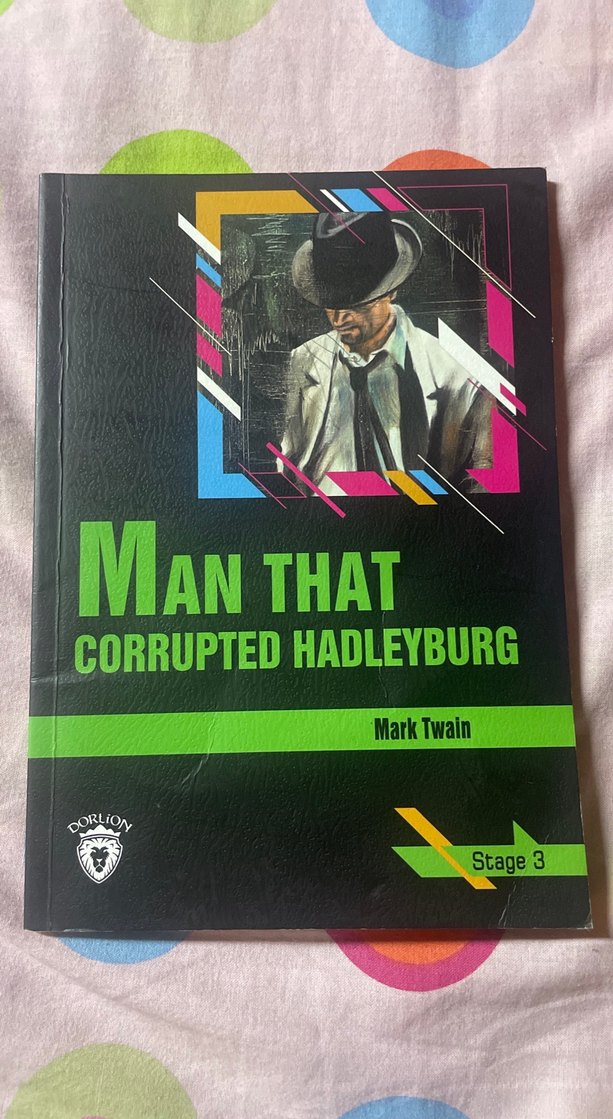 MAN THAT
CORRUPTED HADLEYBURG
Mark Twain
DORLiON
Stage 3